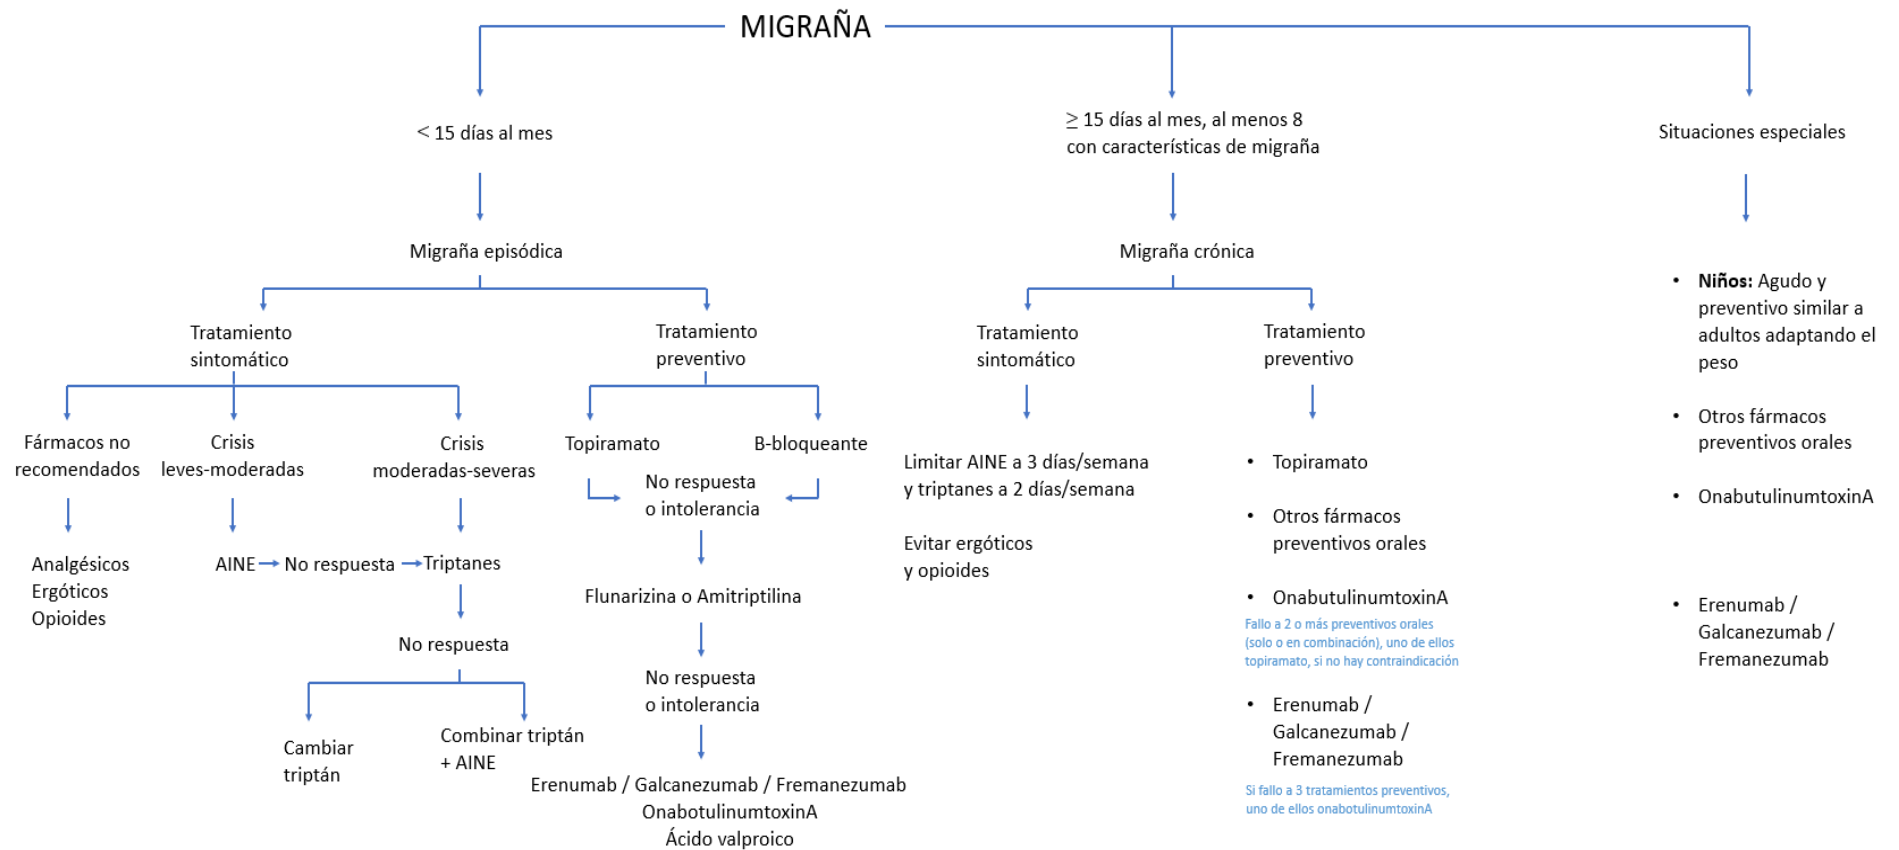 MIGRAÑA
< 15 días al mes
Migraña episódica
Tratamiento
sintomático
Fármacos no
recomendados
Analgésicos
Ergóticos
Opioides
Crisis
leves-moderadas
AINE
No respuesta
Crisis
moderadas-severas
Triptanes
No respuesta
Cambiar
triptán
Combinar triptán
+ AINE
Tratamiento
preventivo
Topiramato
B-bloqueante
No respuesta
o intolerancia
Flunarizina o Amitriptilina
No respuesta
o intolerancia
Erenumab / Galcanezumab / Fremanezumab
OnabotulinumtoxinA
Ácido valproico
≥ 15 días al mes, al menos 8
con características de migraña
Migraña crónica
Tratamiento
sintomático
Limitar AINE a 3 días/semana
y triptanes a 2 días/semana
Evitar ergóticos
y opioides
Tratamiento
preventivo
• Topiramato
• Otros fármacos
preventivos orales
• OnabutulinumtoxinA
Fallo a 2 o más preventivos orales
(solo o en combinación), uno de ellos
topiramato, si no hay contraindicación
• Erenumab /
Galcanezumab /
Fremanezumab
Si fallo a 3 tratamientos preventivos,
uno de ellos onabotulinumtoxinA
Situaciones especiales
• Niños: Agudo y
preventivo similar a
adultos adaptando el
peso
• Otros fármacos
preventivos orales
• OnabutulinumtoxinA
• Erenumab /
Galcanezumab /
Fremanezumab